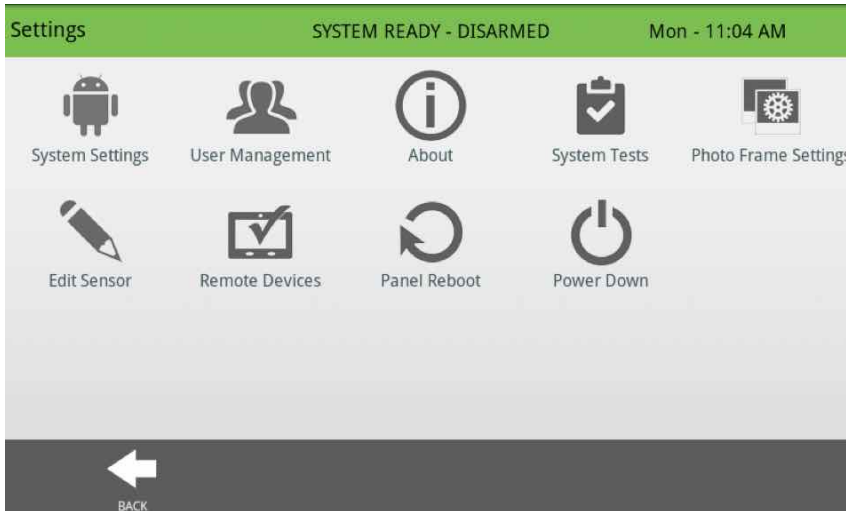 Settings SYSTEM READY - DISARMED Mon - 11:04 AM
System Settings User Management About System Tests Photo Frame Settings
Edit Sensor Remote Devices Panel Reboot Power Down
BACK